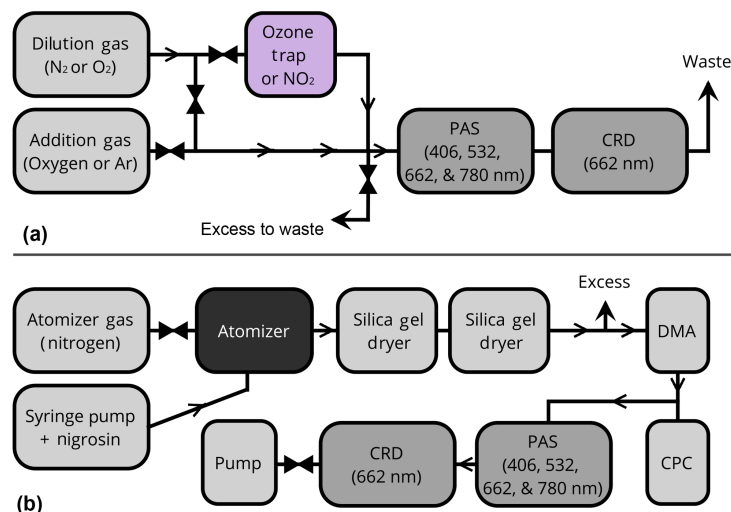 Dilution gas
(N₂ or O₂)
Ozone
trap
or NO₂
Waste
Addition gas
(Oxygen or Ar)
PAS
(406, 532,
662, & 780 nm)
CRD
(662 nm)
Excess to waste
(a)
Excess
Atomizer gas
(nitrogen)
Atomizer
Silica gel
dryer
Silica gel
dryer
DMA
Syringe pump
+ nigrosin
Pump
CRD
(662 nm)
PAS
(406, 532,
662, & 780 nm)
CPC
(b)